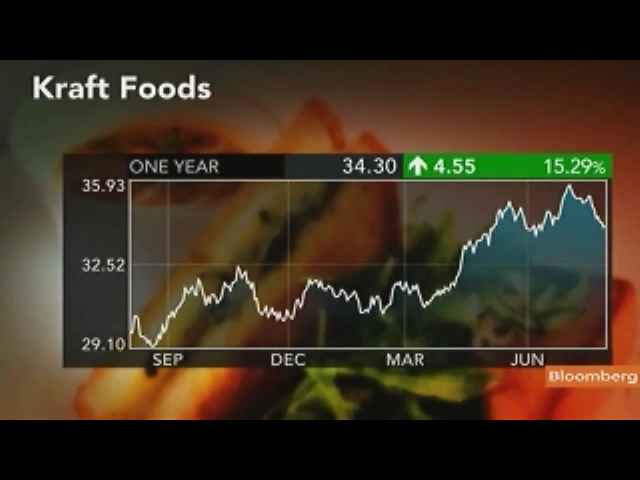 Kraft Foods
ONE YEAR 34.30 4.55 15.29%
35.93
32.52
29.10
SEP DEC MAR JUN
Bloomberg